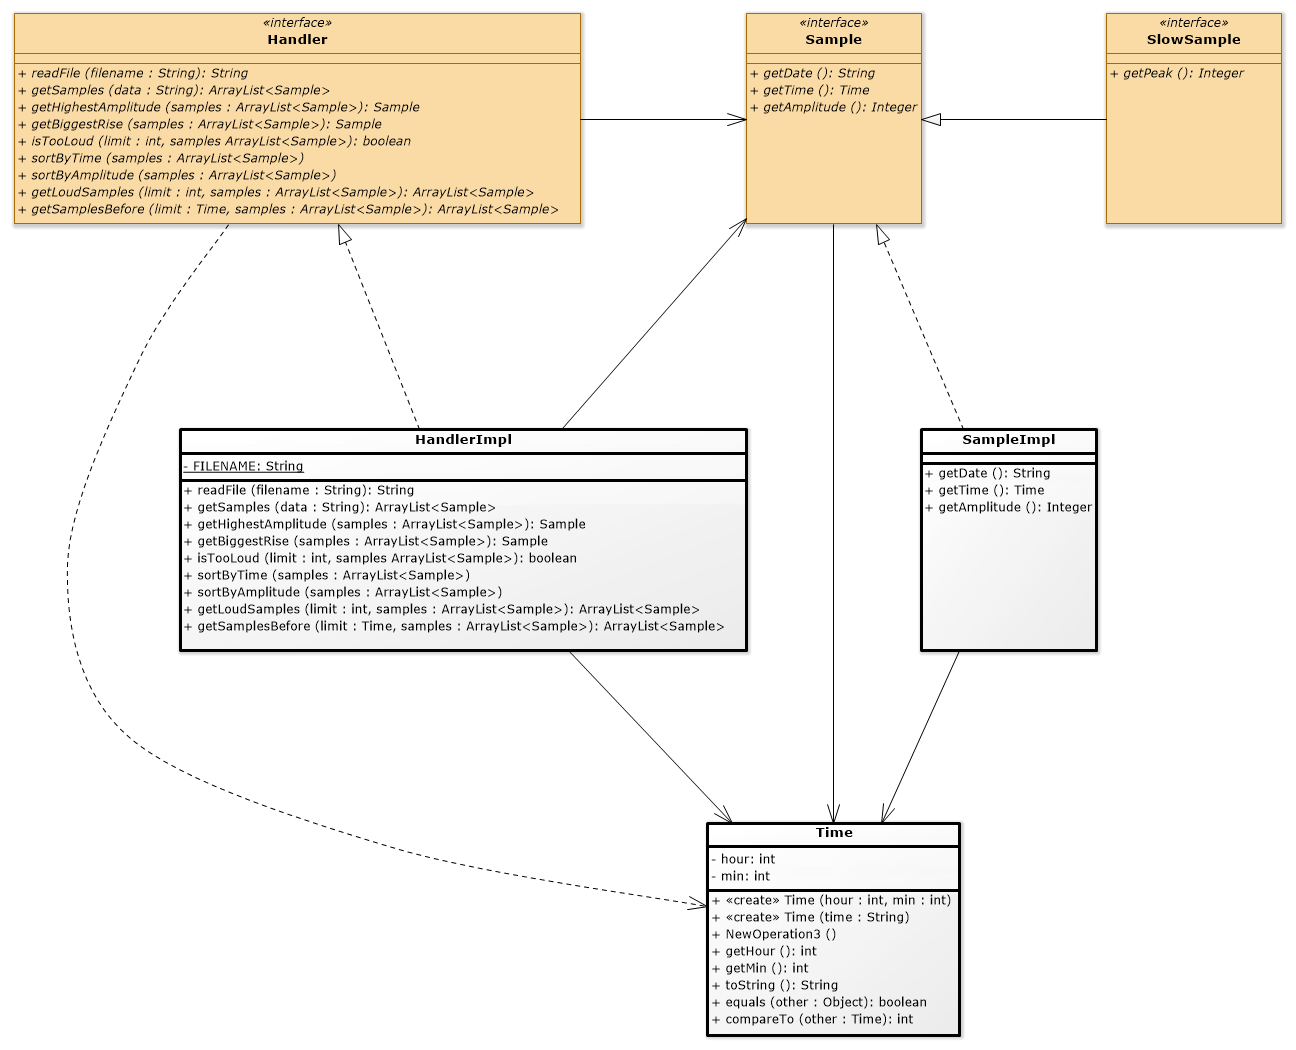 «interface»
Handler
+ readFile (filename : String): String
+ getSamples (data : String): ArrayList<Sample>
+ getHighestAmplitude (samples : ArrayList<Sample>): Sample
+ getBiggestRise (samples : ArrayList<Sample>): Sample
+ isTooLoud (limit : int, samples ArrayList<Sample>): boolean
+ sortByTime (samples : ArrayList<Sample>)
+ sortByAmplitude (samples : ArrayList<Sample>)
+ getLoudSamples (limit : int, samples : ArrayList<Sample>): ArrayList<Sample>
+ getSamplesBefore (limit : Time, samples : ArrayList<Sample>): ArrayList<Sample>
«interface»
Sample
+ getDate (): String
+ getTime (): Time
+ getAmplitude (): Integer
«interface»
SlowSample
+ getPeak (): Integer
HandlerImpl
- FILENAME: String
+ readFile (filename : String): String
+ getSamples (data : String): ArrayList<Sample>
+ getHighestAmplitude (samples : ArrayList<Sample>): Sample
+ getBiggestRise (samples : ArrayList<Sample>): Sample
+ isTooLoud (limit : int, samples ArrayList<Sample>): boolean
+ sortByTime (samples : ArrayList<Sample>)
+ sortByAmplitude (samples : ArrayList<Sample>)
+ getLoudSamples (limit : int, samples : ArrayList<Sample>): ArrayList<Sample>
+ getSamplesBefore (limit : Time, samples : ArrayList<Sample>): ArrayList<Sample>
SampleImpl
+ getDate (): String
+ getTime (): Time
+ getAmplitude (): Integer
Time
- hour: int
- min: int
+ «create» Time (hour : int, min : int)
+ «create» Time (time : String)
+ NewOperation3 ()
+ getHour (): int
+ getMin (): int
+ toString (): String
+ equals (other : Object): boolean
+ compareTo (other : Time): int